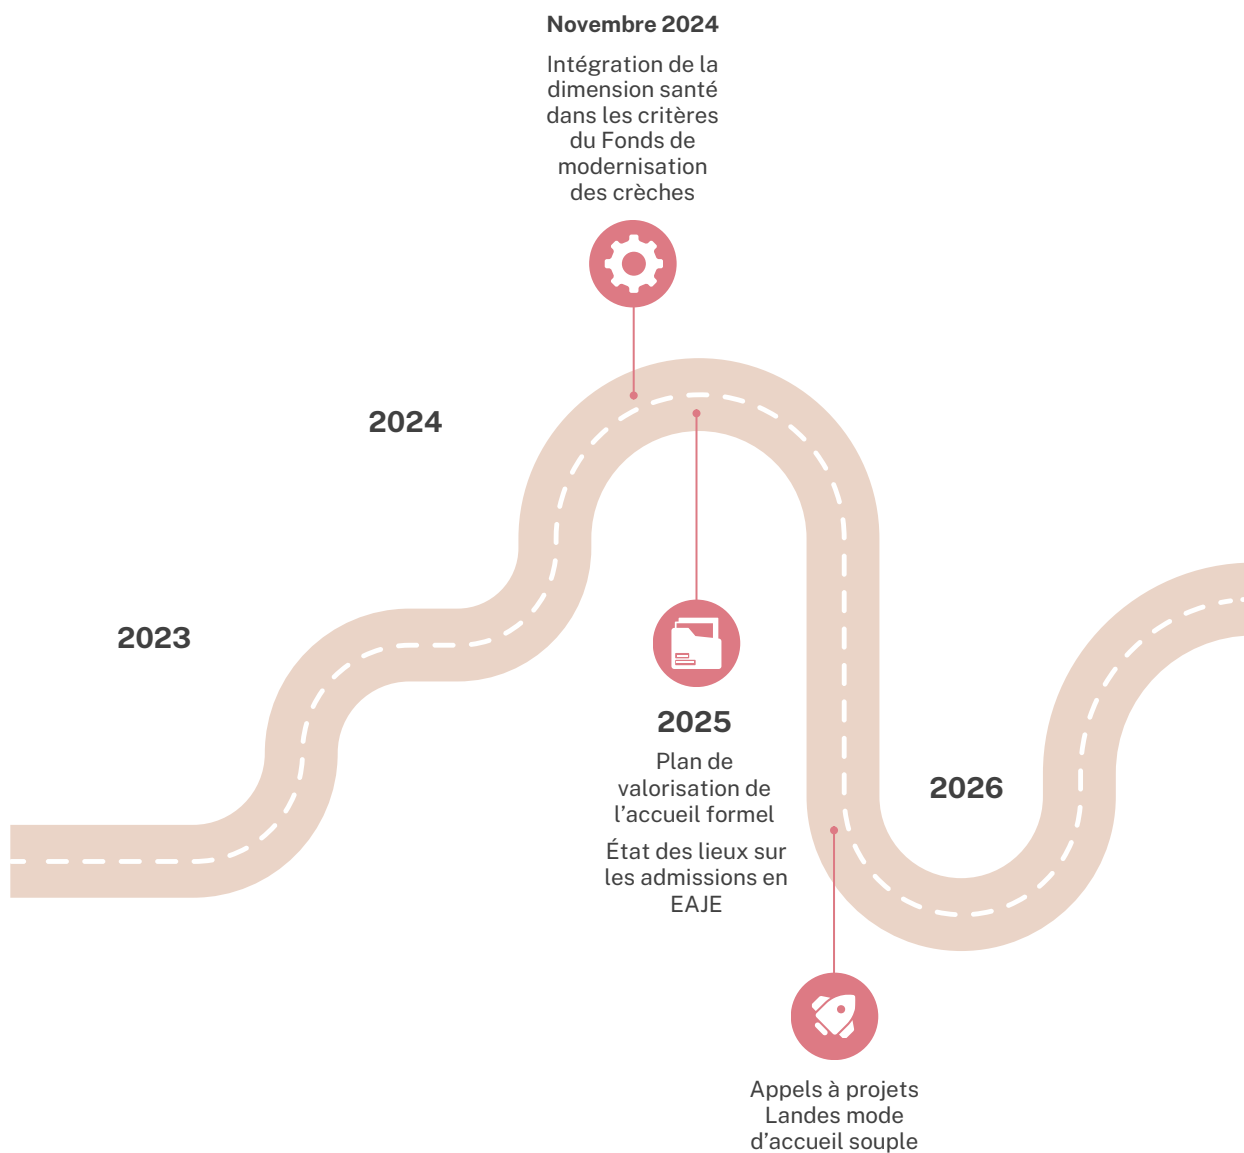 Novembre 2024
Intégration de la
dimension santé
dans les critères
du Fonds de
modernisation
des crèches
2024
2023
2025
Plan de
valorisation de
l’accueil formel
État des lieux sur
les admissions en
EAJE
2026
Appels à projets
Landes mode
d’accueil souple